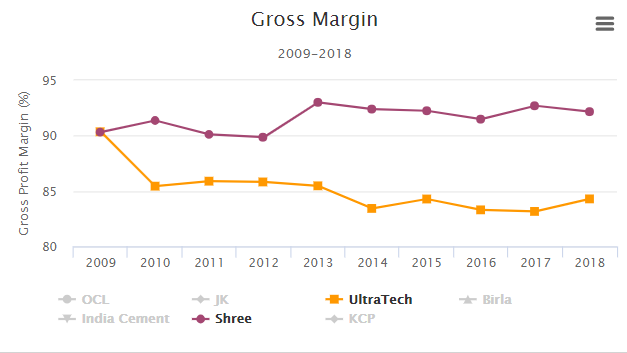 Gross Margin
2009-2018
Gross Profit Margin (%)
95
90
85
80
2009 2010 2011 2012 2013 2014 2015 2016 2017 2018
OCL JK UltraTech Birla
India Cement Shree KCP